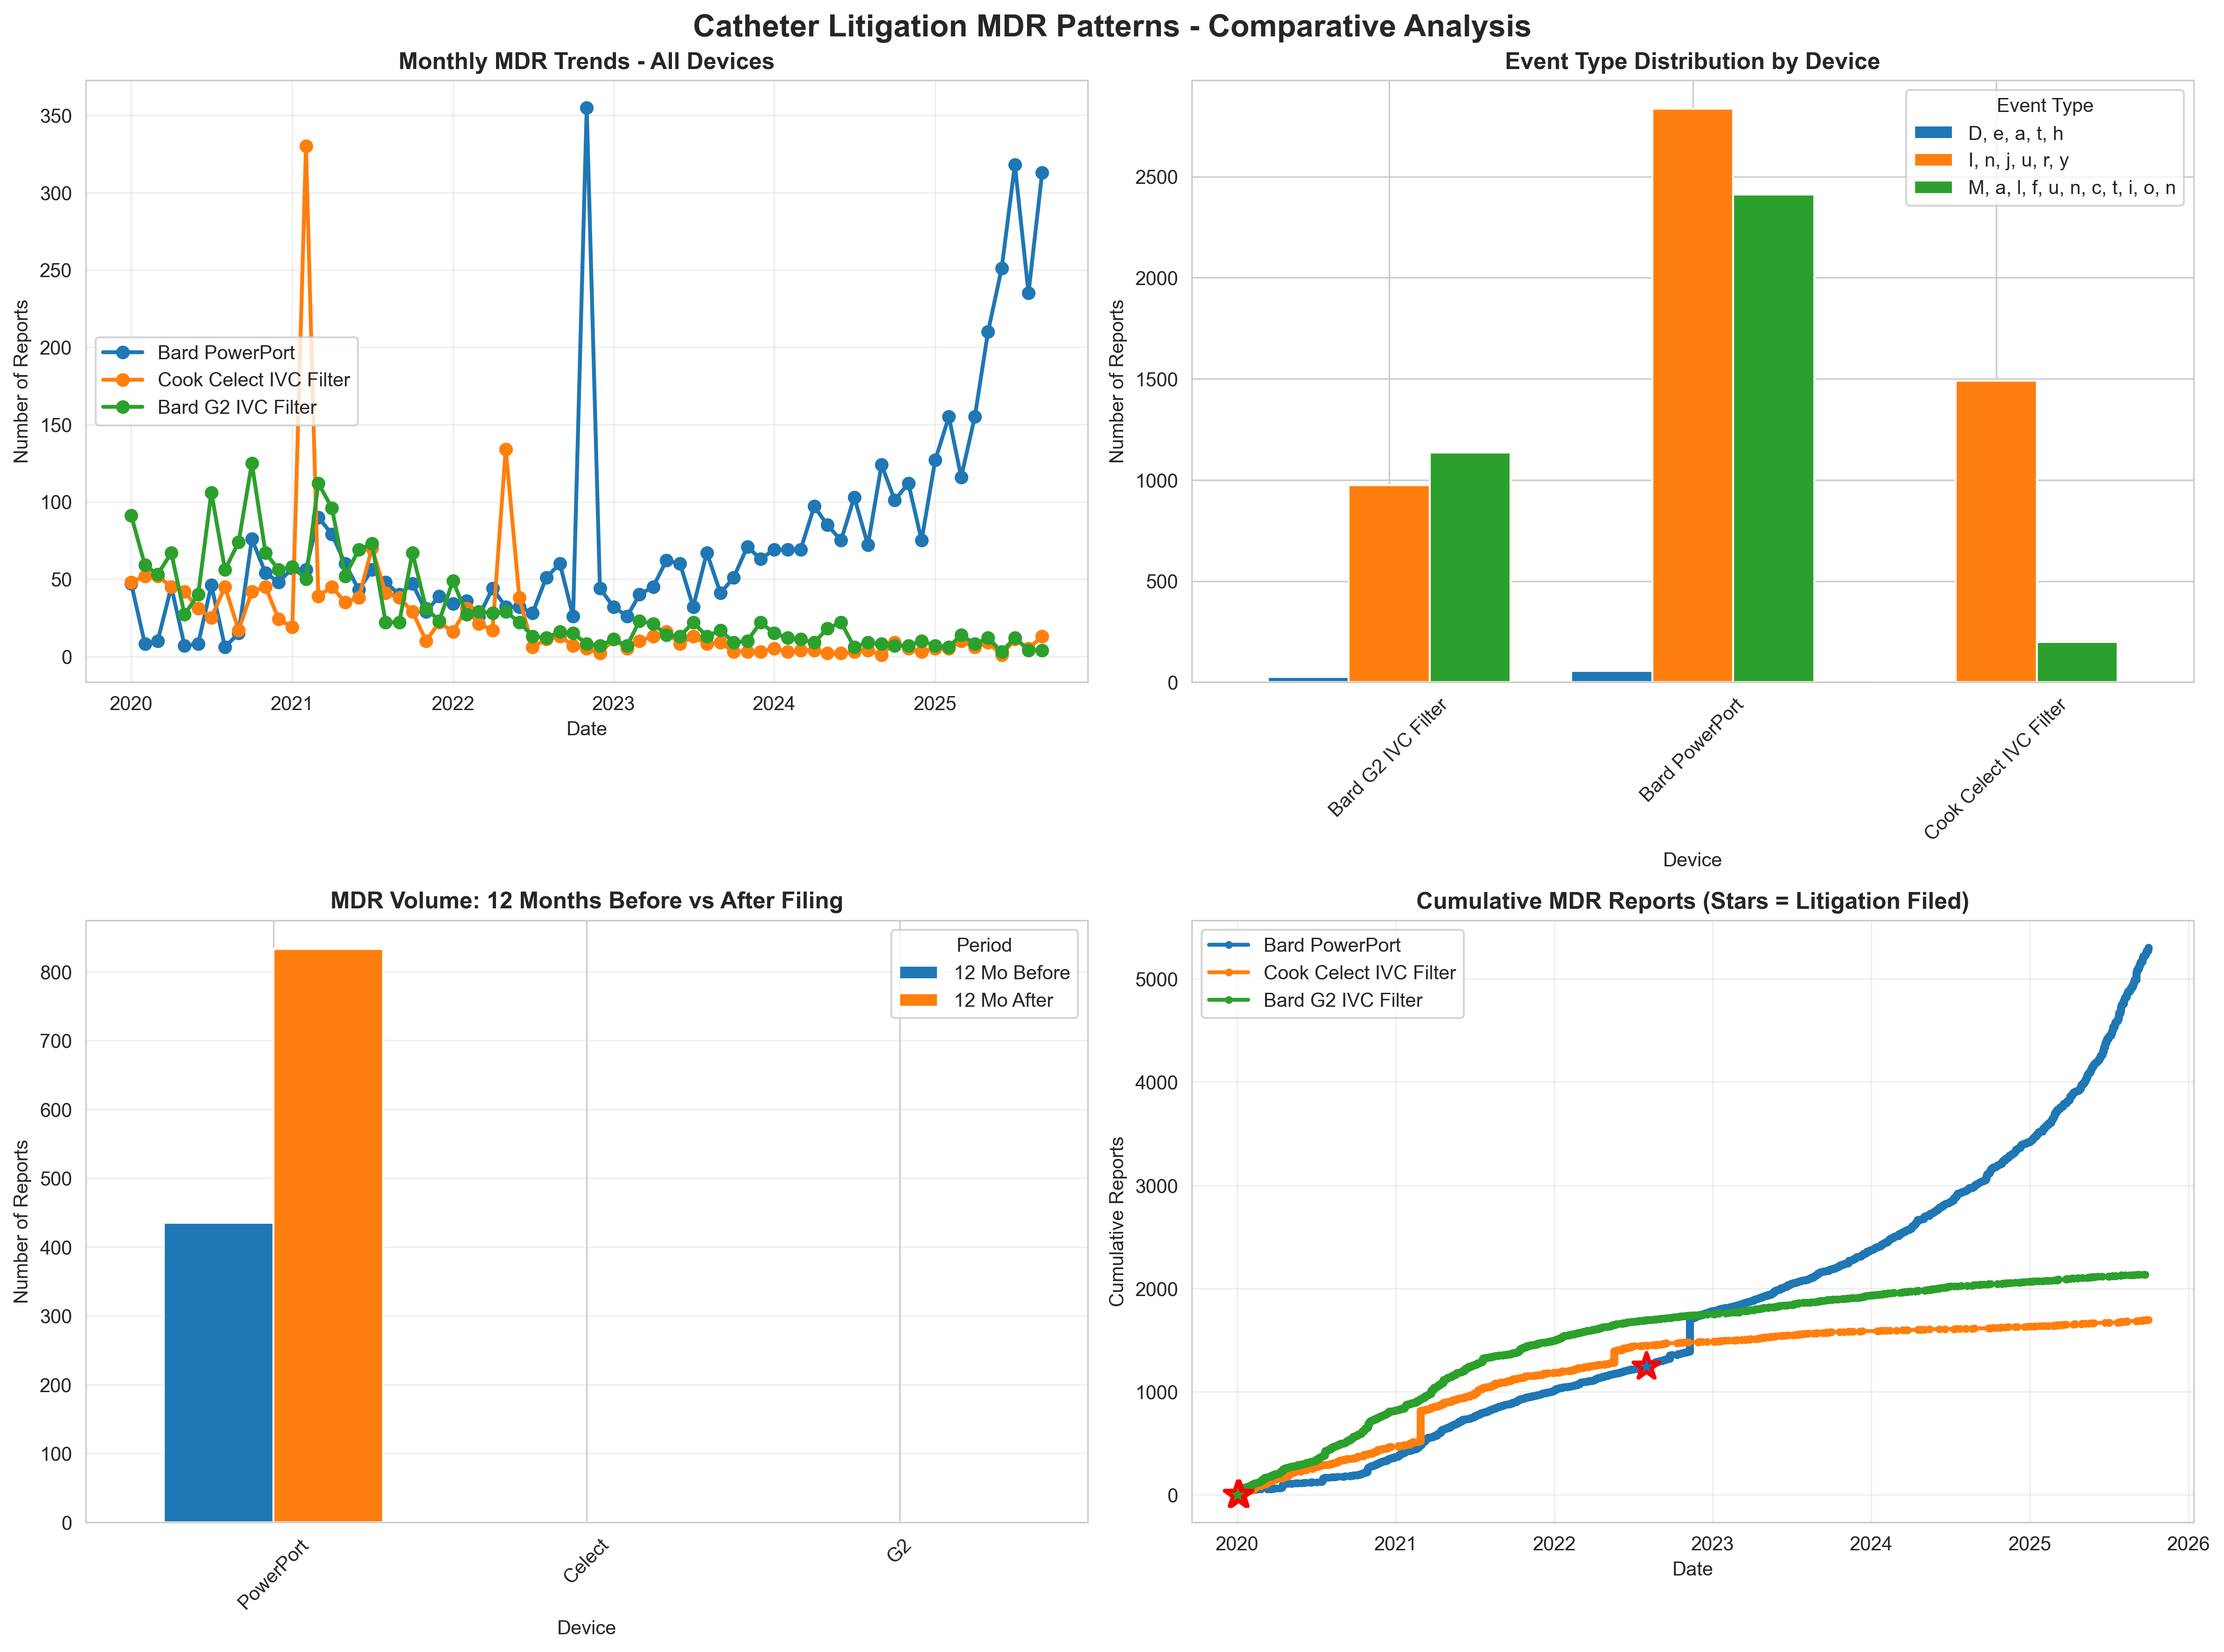 Catheter Litigation MDR Patterns - Comparative Analysis
Monthly MDR Trends - All Devices
Number of Reports
350
300
250
200
150
100
50
0
Bard PowerPort
Cook Celect IVC Filter
Bard G2 IVC Filter
2020
2021
2022
2023
2024
2025
Date
Event Type Distribution by Device
Number of Reports
2500
2000
1500
1000
500
0
Event Type
D, e, a, t, h
I, n, j, u, r, y
M, a, l, f, u, n, c, t, i, o, n
Bard G2 IVC Filter
Bard PowerPort
Cook Celect IVC Filter
Device
MDR Volume: 12 Months Before vs After Filing
Number of Reports
800
700
600
500
400
300
200
100
0
Period
12 Mo Before
12 Mo After
PowerPort
Celect
G2
Device
Cumulative MDR Reports (Stars = Litigation Filed)
Cumulative Reports
5000
4000
3000
2000
1000
0
Bard PowerPort
Cook Celect IVC Filter
Bard G2 IVC Filter
2020
2021
2022
2023
2024
2025
2026
Date